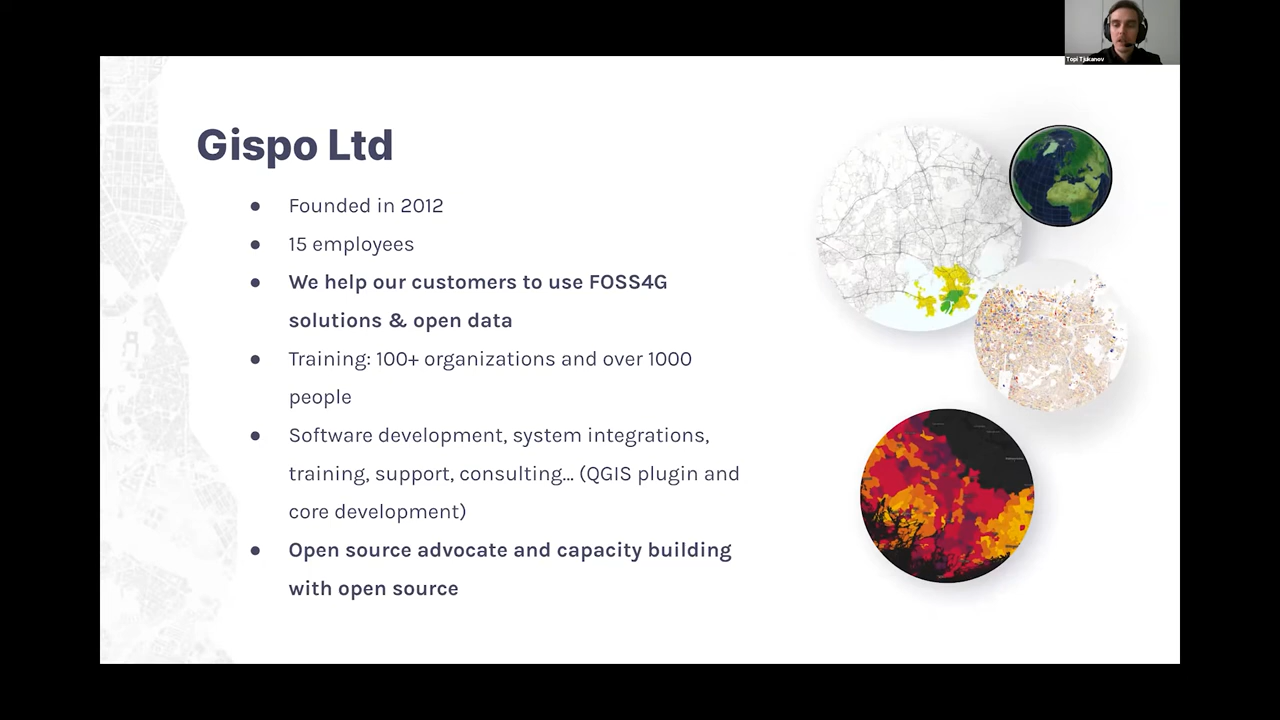 Topi Tjukanov
Gispo Ltd
● Founded in 2012
● 15 employees
● We help our customers to use FOSS4G
solutions & open data
● Training: 100+ organizations and over 1000
people
● Software development, system integrations,
training, support, consulting... (QGIS plugin and
core development)
● Open source advocate and capacity building
with open source